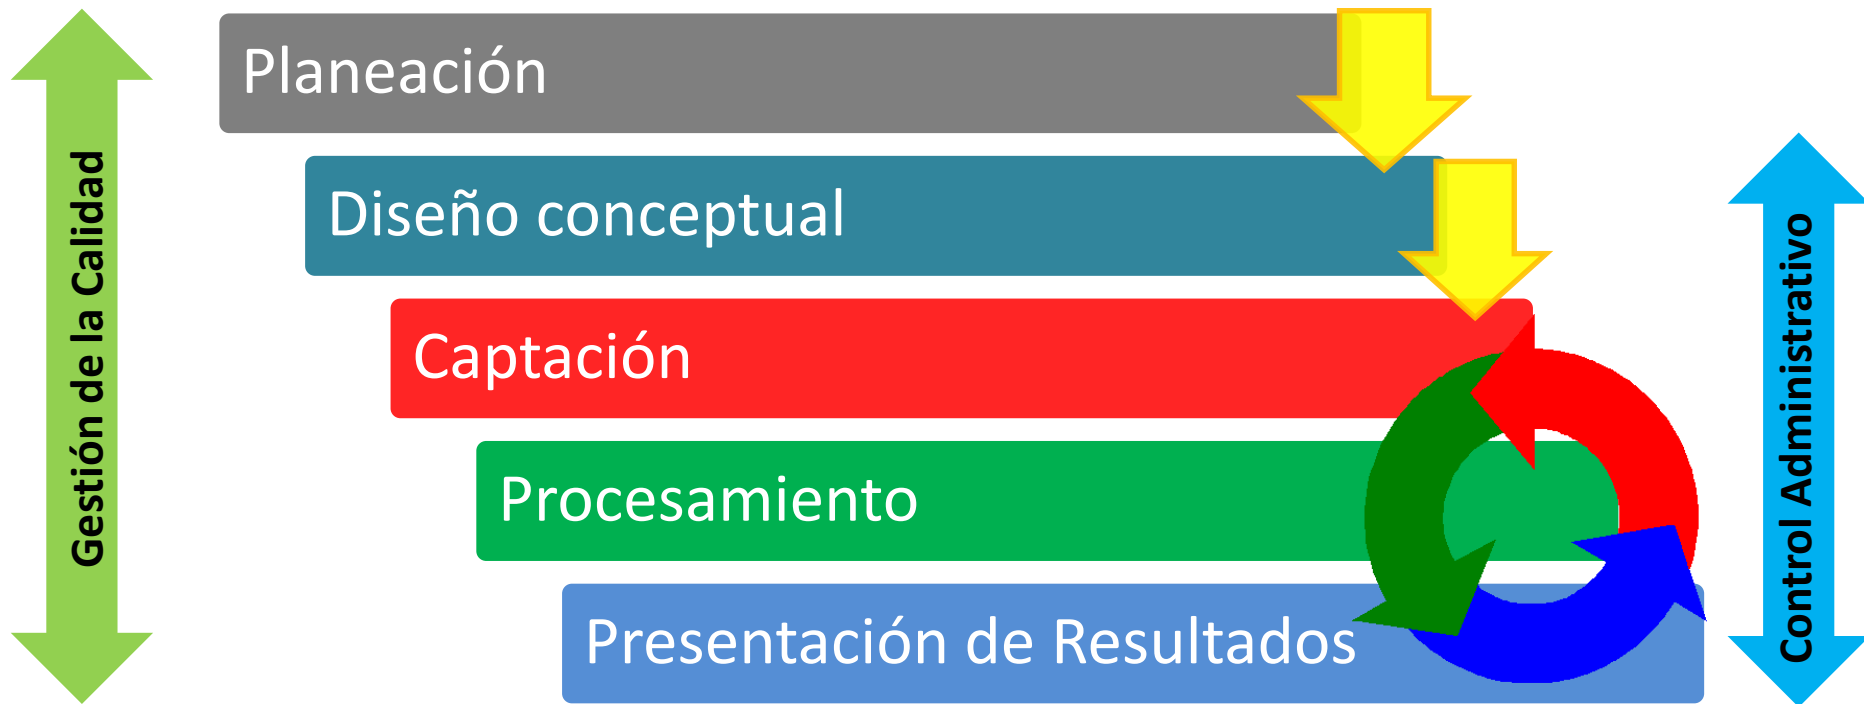 Planeación
Diseño conceptual
Captación
Procesamiento
Presentación de Resultados
Gestión de la Calidad
Control Administrativo